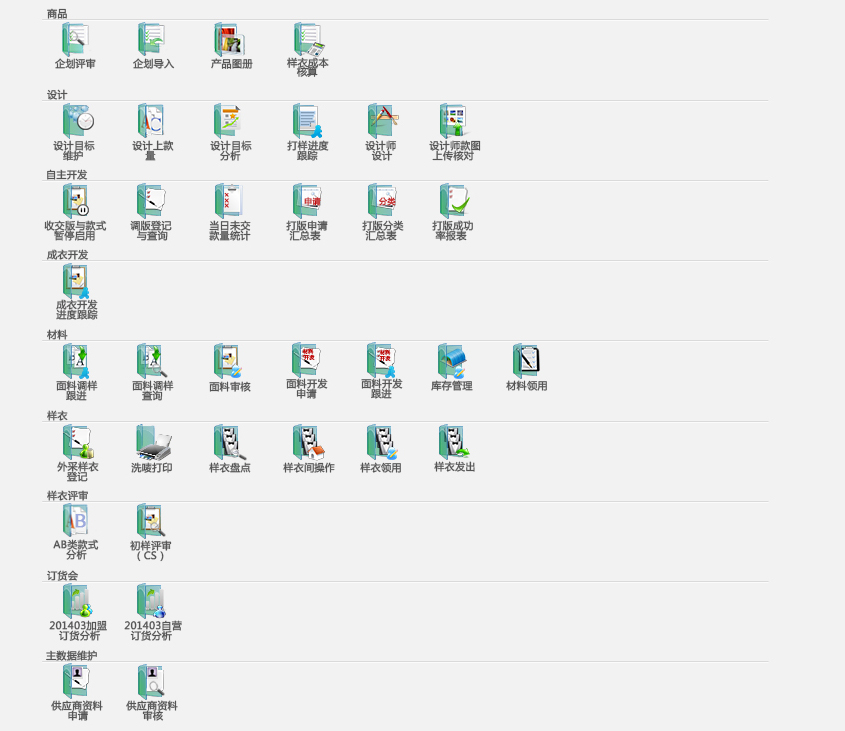 商品
企划评审
企划导入
产品图册
样衣成本
核算
设计
设计目标
维护
设计上款
量
设计目标
分析
打样进度
跟踪
设计师
设计
设计师款图
上传核对
自主开发
收交版与款式
暂停启用
调版登记
与查询
当日未交
款量统计
申请
打版申请
汇总表
分类
打版分类
汇总表
打版成功
率报表
成衣开发
成衣开发
进度跟踪
材料
面料调样
跟进
面料调样
查询
面料审核
材料
开发
面料开发
申请
材料
开发
面料开发
跟进
库存管理
材料领用
样衣
外采样衣
登记
洗唛打印
样衣盘点
样衣间操作
样衣领用
样衣发出
样衣评审
AB
AB类款式
分析
初样评审
（CS）
订货会
201403加盟
订货分析
201403自营
订货分析
主数据维护
供应商资料
申请
供应商资料
审核